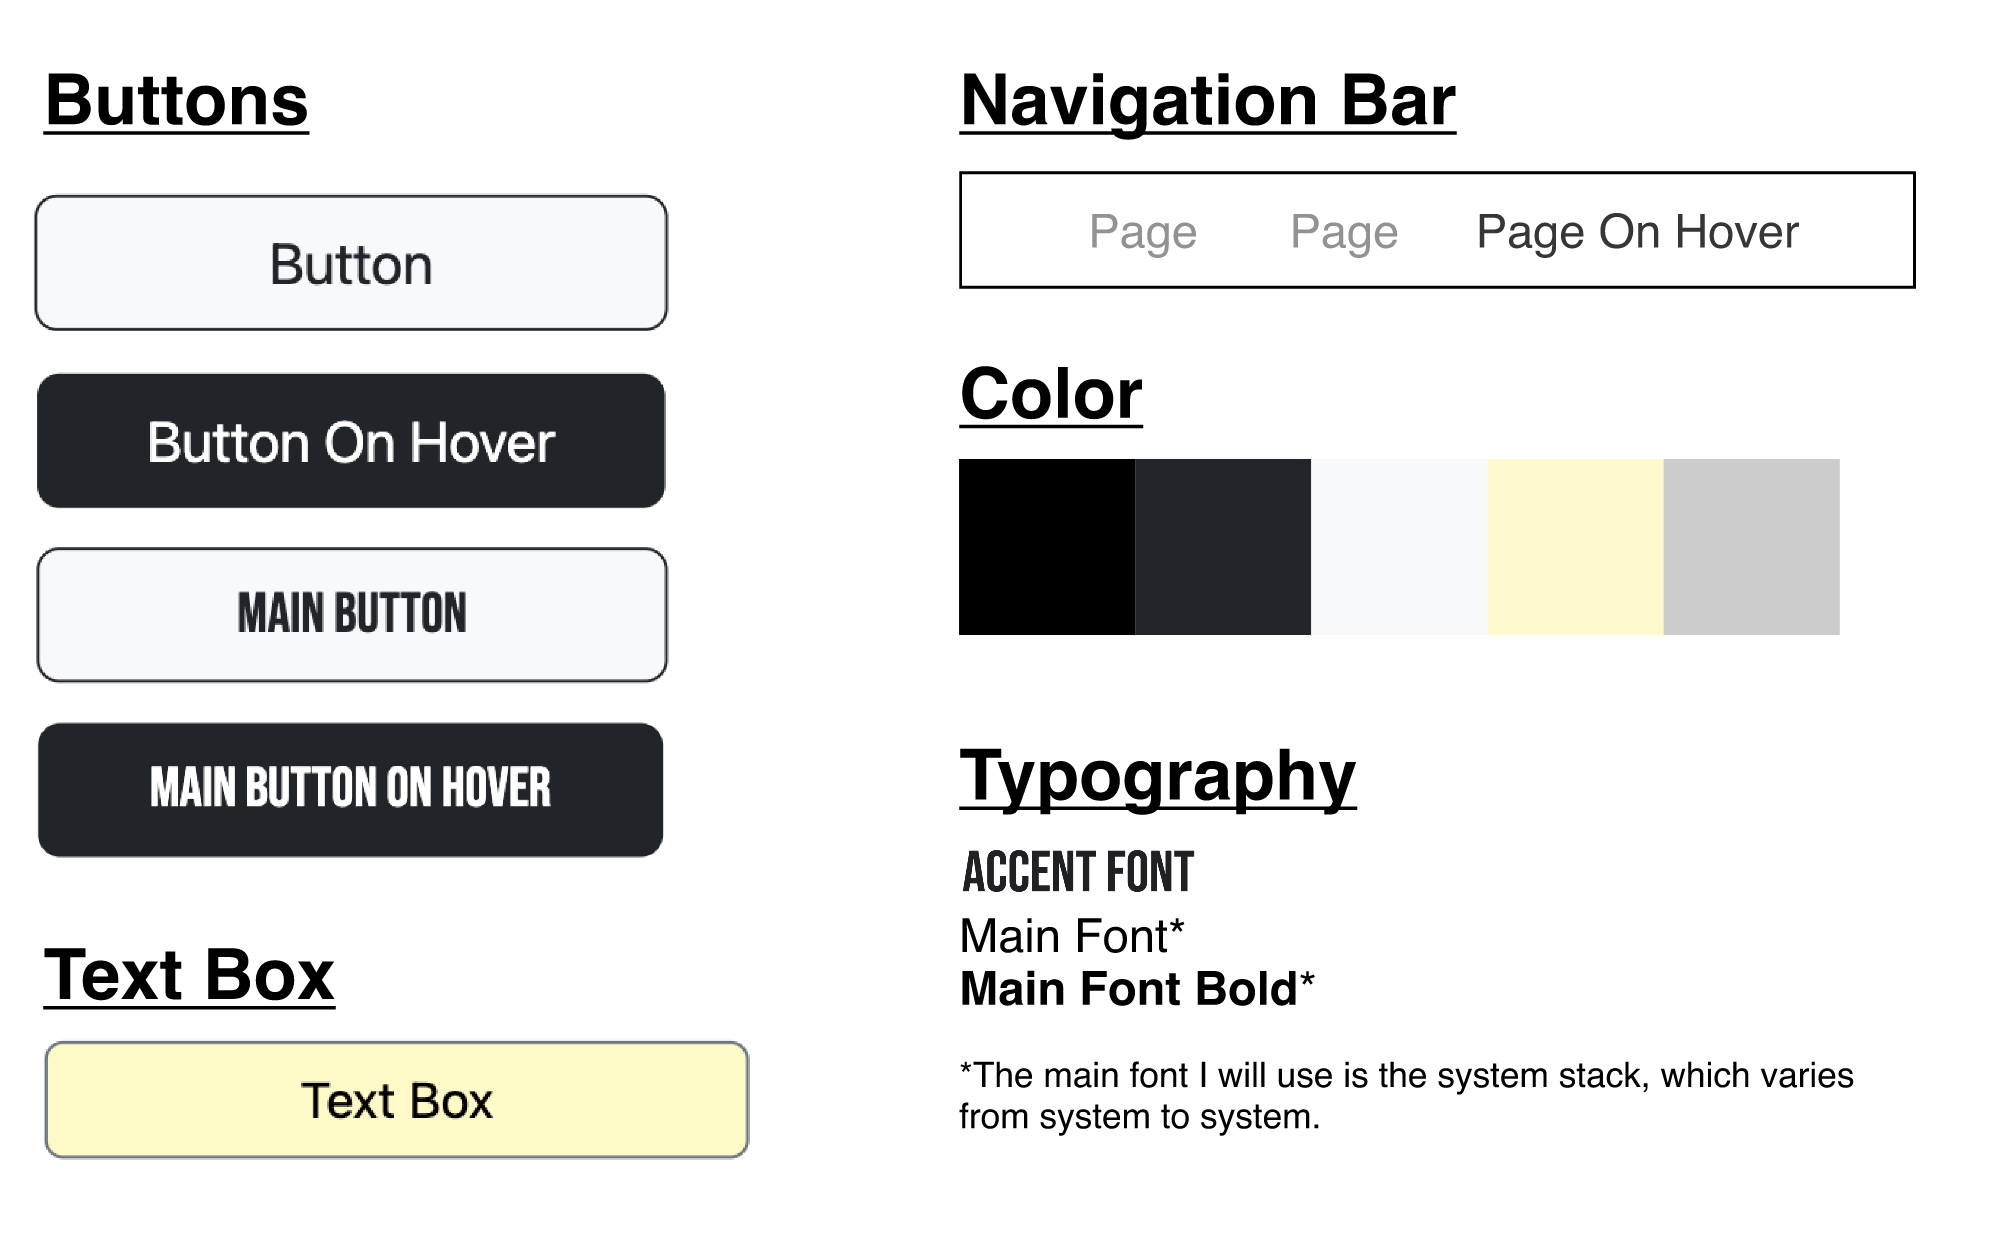 Buttons
Button
Button On Hover
MAIN BUTTON
MAIN BUTTON ON HOVER
Text Box
Text Box
Navigation Bar
Page Page Page On Hover
Color
Typography
ACCENT FONT
Main Font*
Main Font Bold*
*The main font I will use is the system stack, which varies
from system to system.